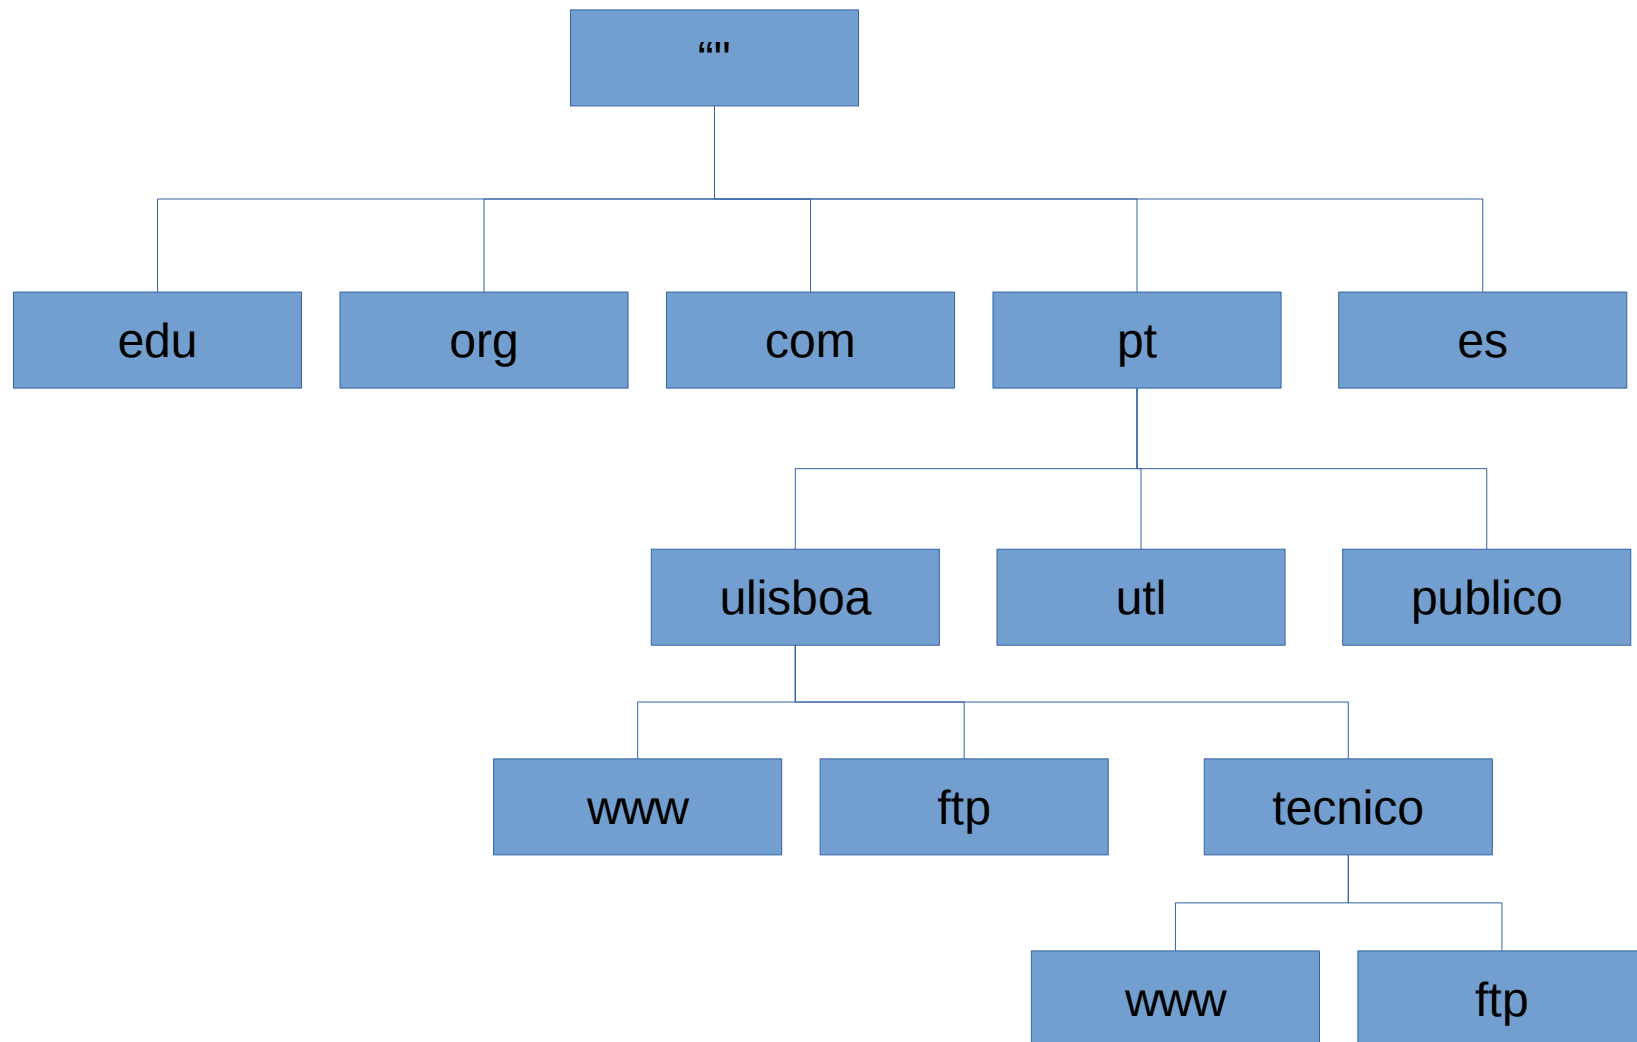 “"
edu
org
com
pt
es
ulisboa
utl
publico
www
ftp
tecnico
www
ftp